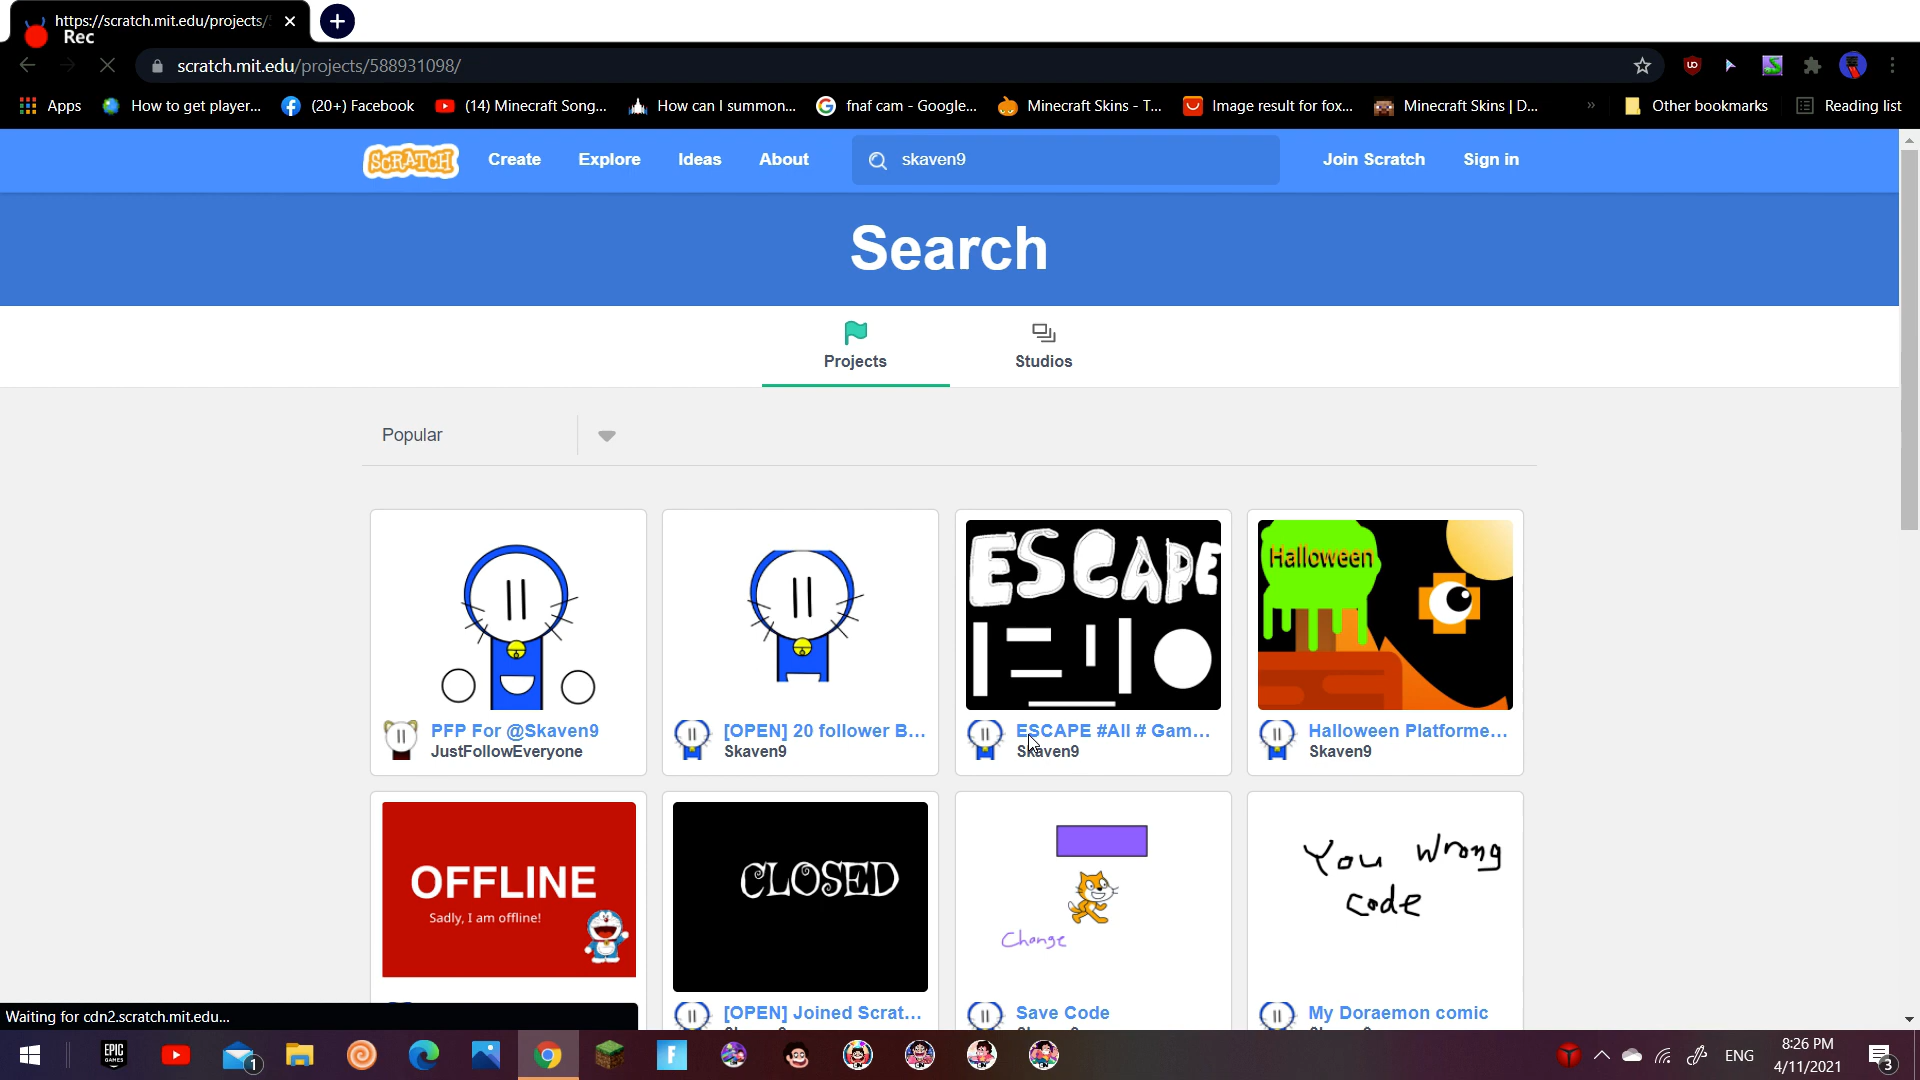 https://scratch.mit.edu/projects/
Rec
scratch.mit.edu/projects/588931098/
Apps
How to get player...
(20+) Facebook
(14) Minecraft Song...
How can I summon...
fnaf cam - Google...
Minecraft Skins - T...
Image result for fox...
Minecraft Skins | D...
»
Other bookmarks
Reading list
SCRATCH
Create
Explore
Ideas
About
skaven9
Join Scratch
Sign in
Search
Projects
Studios
Popular
ESCAPE
Halloween
PFP For @Skaven9
JustFollowEveryone
[OPEN] 20 follower B...
Skaven9
ESCAPE #All # Gam...
Skaven9
Halloween Platforme...
Skaven9
OFFLINE
Sadly, I am offline!
CLOSED
Change
You Wrong
code
[OPEN] Joined Scrat...
Save Code
My Doraemon comic
Waiting for cdn2.scratch.mit.edu...
EPIC
GAMES
1
ENG
8:26 PM
4/11/2021
3